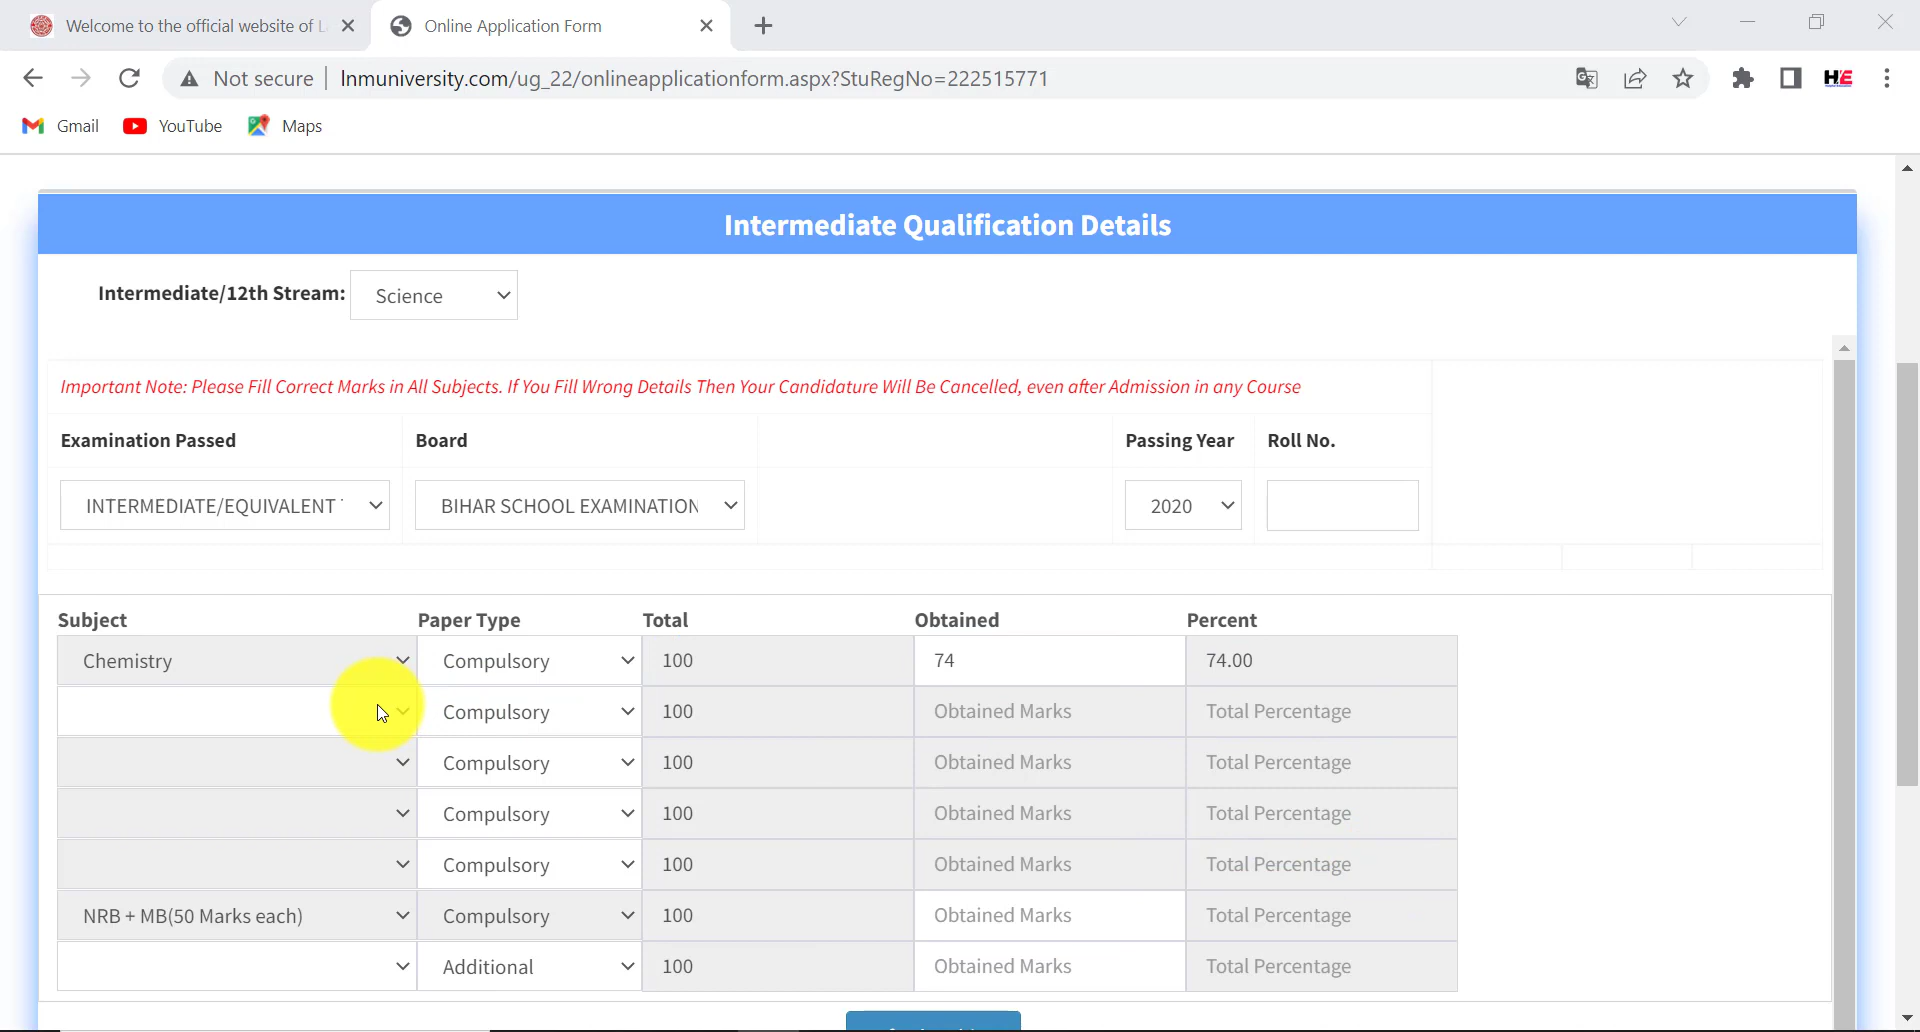 Welcome to the official website of L
Online Application Form
Not secure
lnmuniversity.com/ug_22/onlineapplicationform.aspx?StuRegNo=222515771
HE
Gmail
YouTube
Maps
Intermediate Qualification Details
Intermediate/12th Stream: Science
Important Note: Please Fill Correct Marks in All Subjects. If You Fill Wrong Details Then Your Candidature Will Be Cancelled, even after Admission in any Course
Examination Passed Board Passing Year Roll No.
INTERMEDIATE/EQUIVALENT BIHAR SCHOOL EXAMINATION 2020
Subject Paper Type Total Obtained Percent
Chemistry Compulsory 100 74 74.00
Compulsory 100 Obtained Marks Total Percentage
Compulsory 100 Obtained Marks Total Percentage
Compulsory 100 Obtained Marks Total Percentage
Compulsory 100 Obtained Marks Total Percentage
NRB + MB(50 Marks each) Compulsory 100 Obtained Marks Total Percentage
Additional 100 Obtained Marks Total Percentage